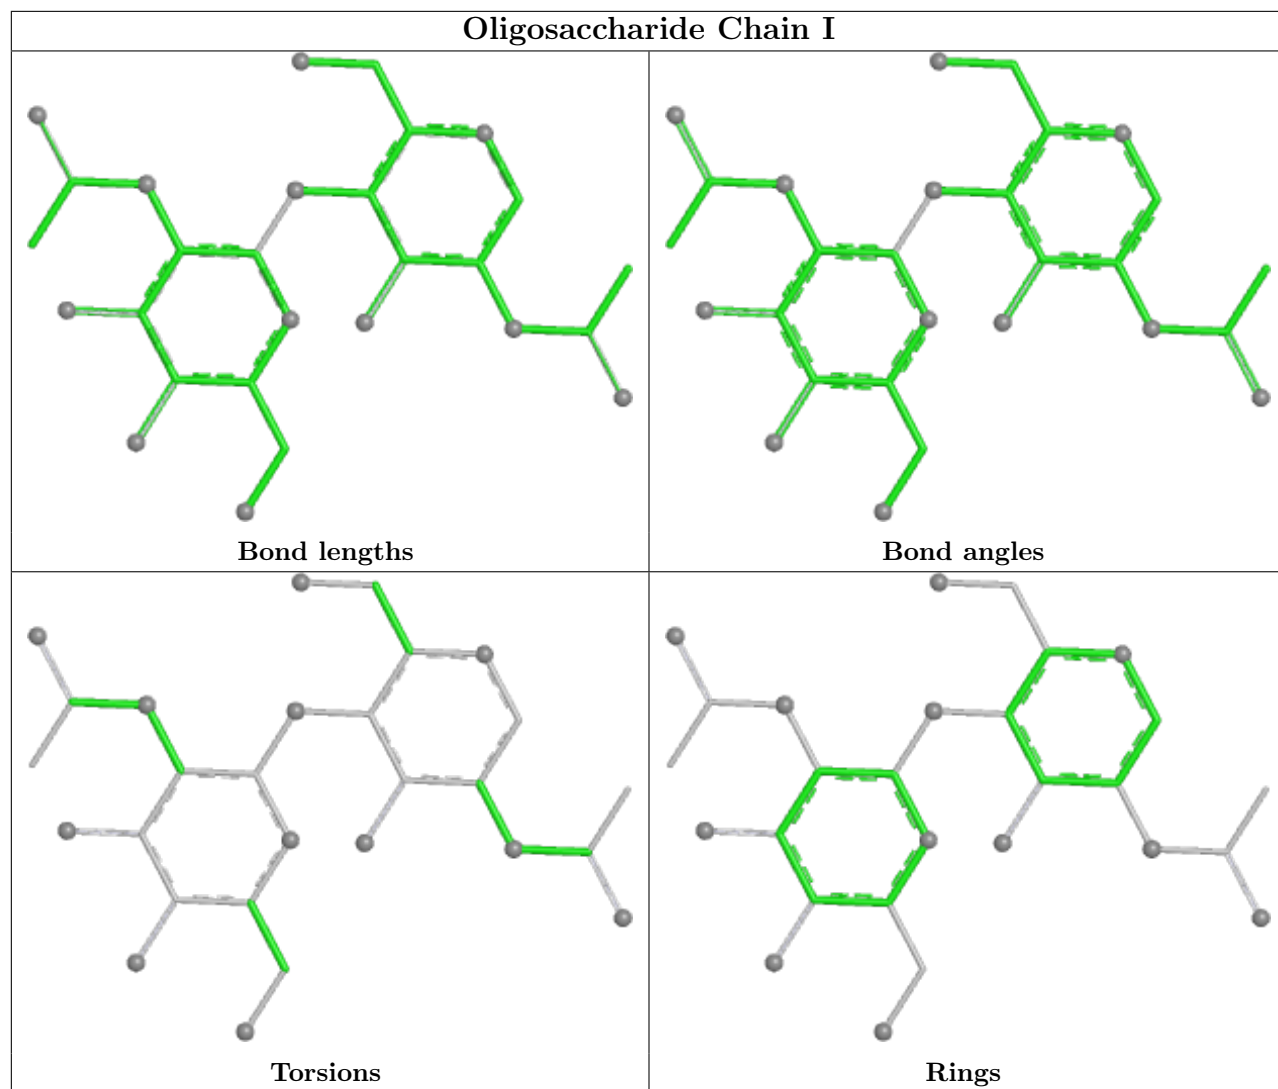 Oligosaccharide Chain I
Bond lengths
Bond angles
Torsions
Rings